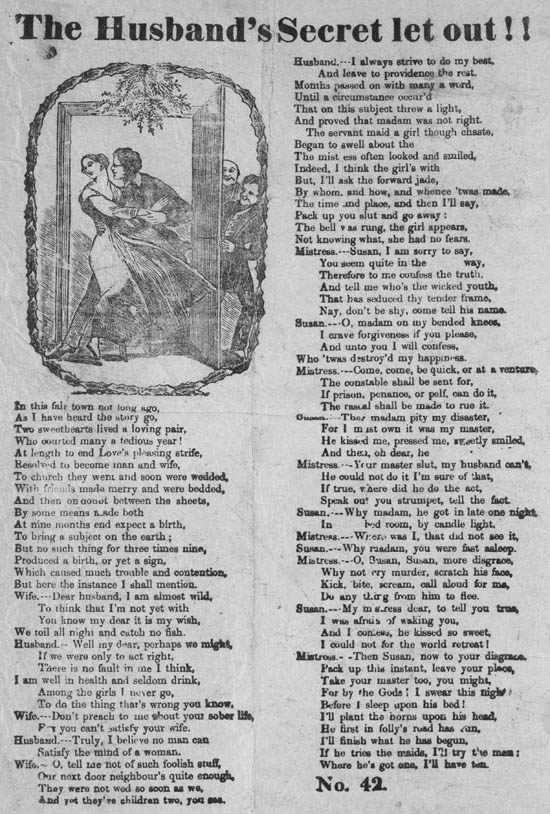 The Husband's Secret let out!!
In this fair town not long ago,
As I have heard the story go,
Two sweethearts lived a loving pair,
Who courted many a tedious year!
At length to end Love's pleasing strife,
Resolved to become man and wife,
To church they went and soon were wedded,
With friends made merry and were bedded,
And then on between the sheets,
By some means made both
At nine months end expect a birth,
To bring a subject on the earth;
But no such thing for three times nine,
Produced a birth, or yet a sign,
Which caused much trouble and contention,
But here the instance I shall mention.
Wife.---Dear husband, I am almost wild,
To think that I'm not yet with
You know my dear it is my wish,
We toil all night and catch no fish.
Husband.-- Well my dear, perhaps we might,
If we were only to act right,
There is no fault in me I think,
I am well in health and seldom drink,
Among the girls I never go,
To do the thing that's wrong you know,
Wife.---Don't preach to me about your sober life,
For you can't satisfy your wife.
Husband.---Truly, I believe no man can
Satisfy the mind of a woman.
Wife.-- O, tell me not of such foolish stuff,
Our next door neighbour's quite enough,
They were not wed so soon as we,
And yet they've children two, you see.
Husband.---I always strive to do my best,
And leave to providence the rest.
Months passed on with many a word,
Until a circumstance occur'd
That on this subject threw a light,
And proved that madam was not right.
The servant maid a girl though chaste,
Began to swell about the
The mist ess often looked and smiled,
Indeed, I think the girl's with
But, I'll ask the forward jade,
By whom, and how, and whence 'twas made,
The time and place, and then I'll say,
Pack up you slut and go away:
The bell was rung, the girl appears,
Not knowing what, she had no fears.
Mistress.---Susan, I am sorry to say,
You seem quite in the way,
Therefore to me confess the truth,
And tell me who's the wicked youth,
That has seduced thy tender frame,
Nay, don't be shy, come tell his name.
Susan.---O, madam on my bended knees,
I crave forgiveness if you please,
And unto you I will confess,
Who 'twas destroy'd my happiness.
Mistress.---Come, come, be quick, or at a venture,
The constable shall be sent for,
If prison, penance, or pelf, can do it,
The rascal shall be made to rue it.
Susan.---Then madam pity my disaster,
For I must own it was my master,
He kissed me, pressed me, sweetly smiled,
And then, oh dear, he
Mistress.---Your master slut, my husband can't,
He could not do it I'm sure of that,
If true, where did he do the act,
Speak out you strumpet, tell the fact.
Susan.---Why madam, he got in late one night,
In bed room, by candle light.
Mistress.---Where was I, that did not see it,
Susan.---Why madam, you were fast asleep.
Mistress.---O, Susan, Susan, more disgrace,
Why not cry murder, scratch his face,
Kick, bite, scream, call aloud for me,
Do any thing from him to flee.
Susan.---My mistress dear, to tell you true,
I was afraid of waking you,
And I confess, he kissed so sweet,
I could not for the world retreat!
Mistress.- -Then Susan, now to your disgrace,
Pack up this instant, leave your place,
Take your master too, you might,
For by the Gods! I swear this night!
Before I sleep upon his bed!
I'll plant the horns upon his head,
He first in folly's road has ran,
I'll finish what he has begun,
If he tries the maids, I'll try the men;
Where he's got one, I'll have ten.
No. 42.